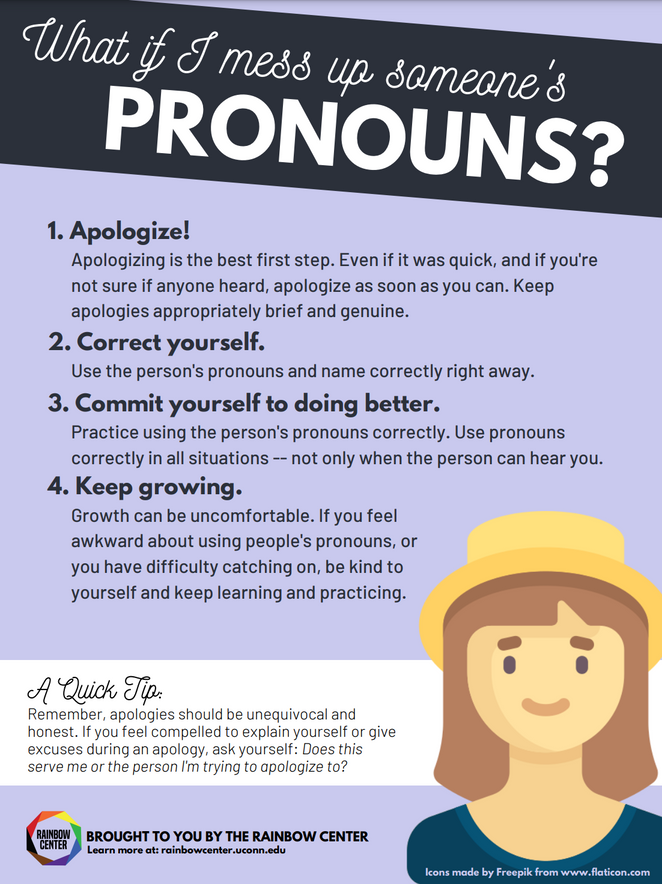 What if I mess up someone's
PRONOUNS?
1. Apologize!
Apologizing is the best first step. Even if it was quick, and if you're
not sure if anyone heard, apologize as soon as you can. Keep
apologies appropriately brief and genuine.
2. Correct yourself.
Use the person's pronouns and name correctly right away.
3. Commit yourself to doing better.
Practice using the person's pronouns correctly. Use pronouns
correctly in all situations -- not only when the person can hear you.
4. Keep growing.
Growth can be uncomfortable. If you feel
awkward about using people's pronouns, or
you have difficulty catching on, be kind to
yourself and keep learning and practicing.
A Quick Tip:
Remember, apologies should be unequivocal and
honest. If you feel compelled to explain yourself or give
excuses during an apology, ask yourself: Does this
serve me or the person I'm trying to apologize to?
RAINBOW
CENTER
BROUGHT TO YOU BY THE RAINBOW CENTER
Learn more at: rainbowcenter.uconn.edu
Icons made by Freepik from www.flaticon.com